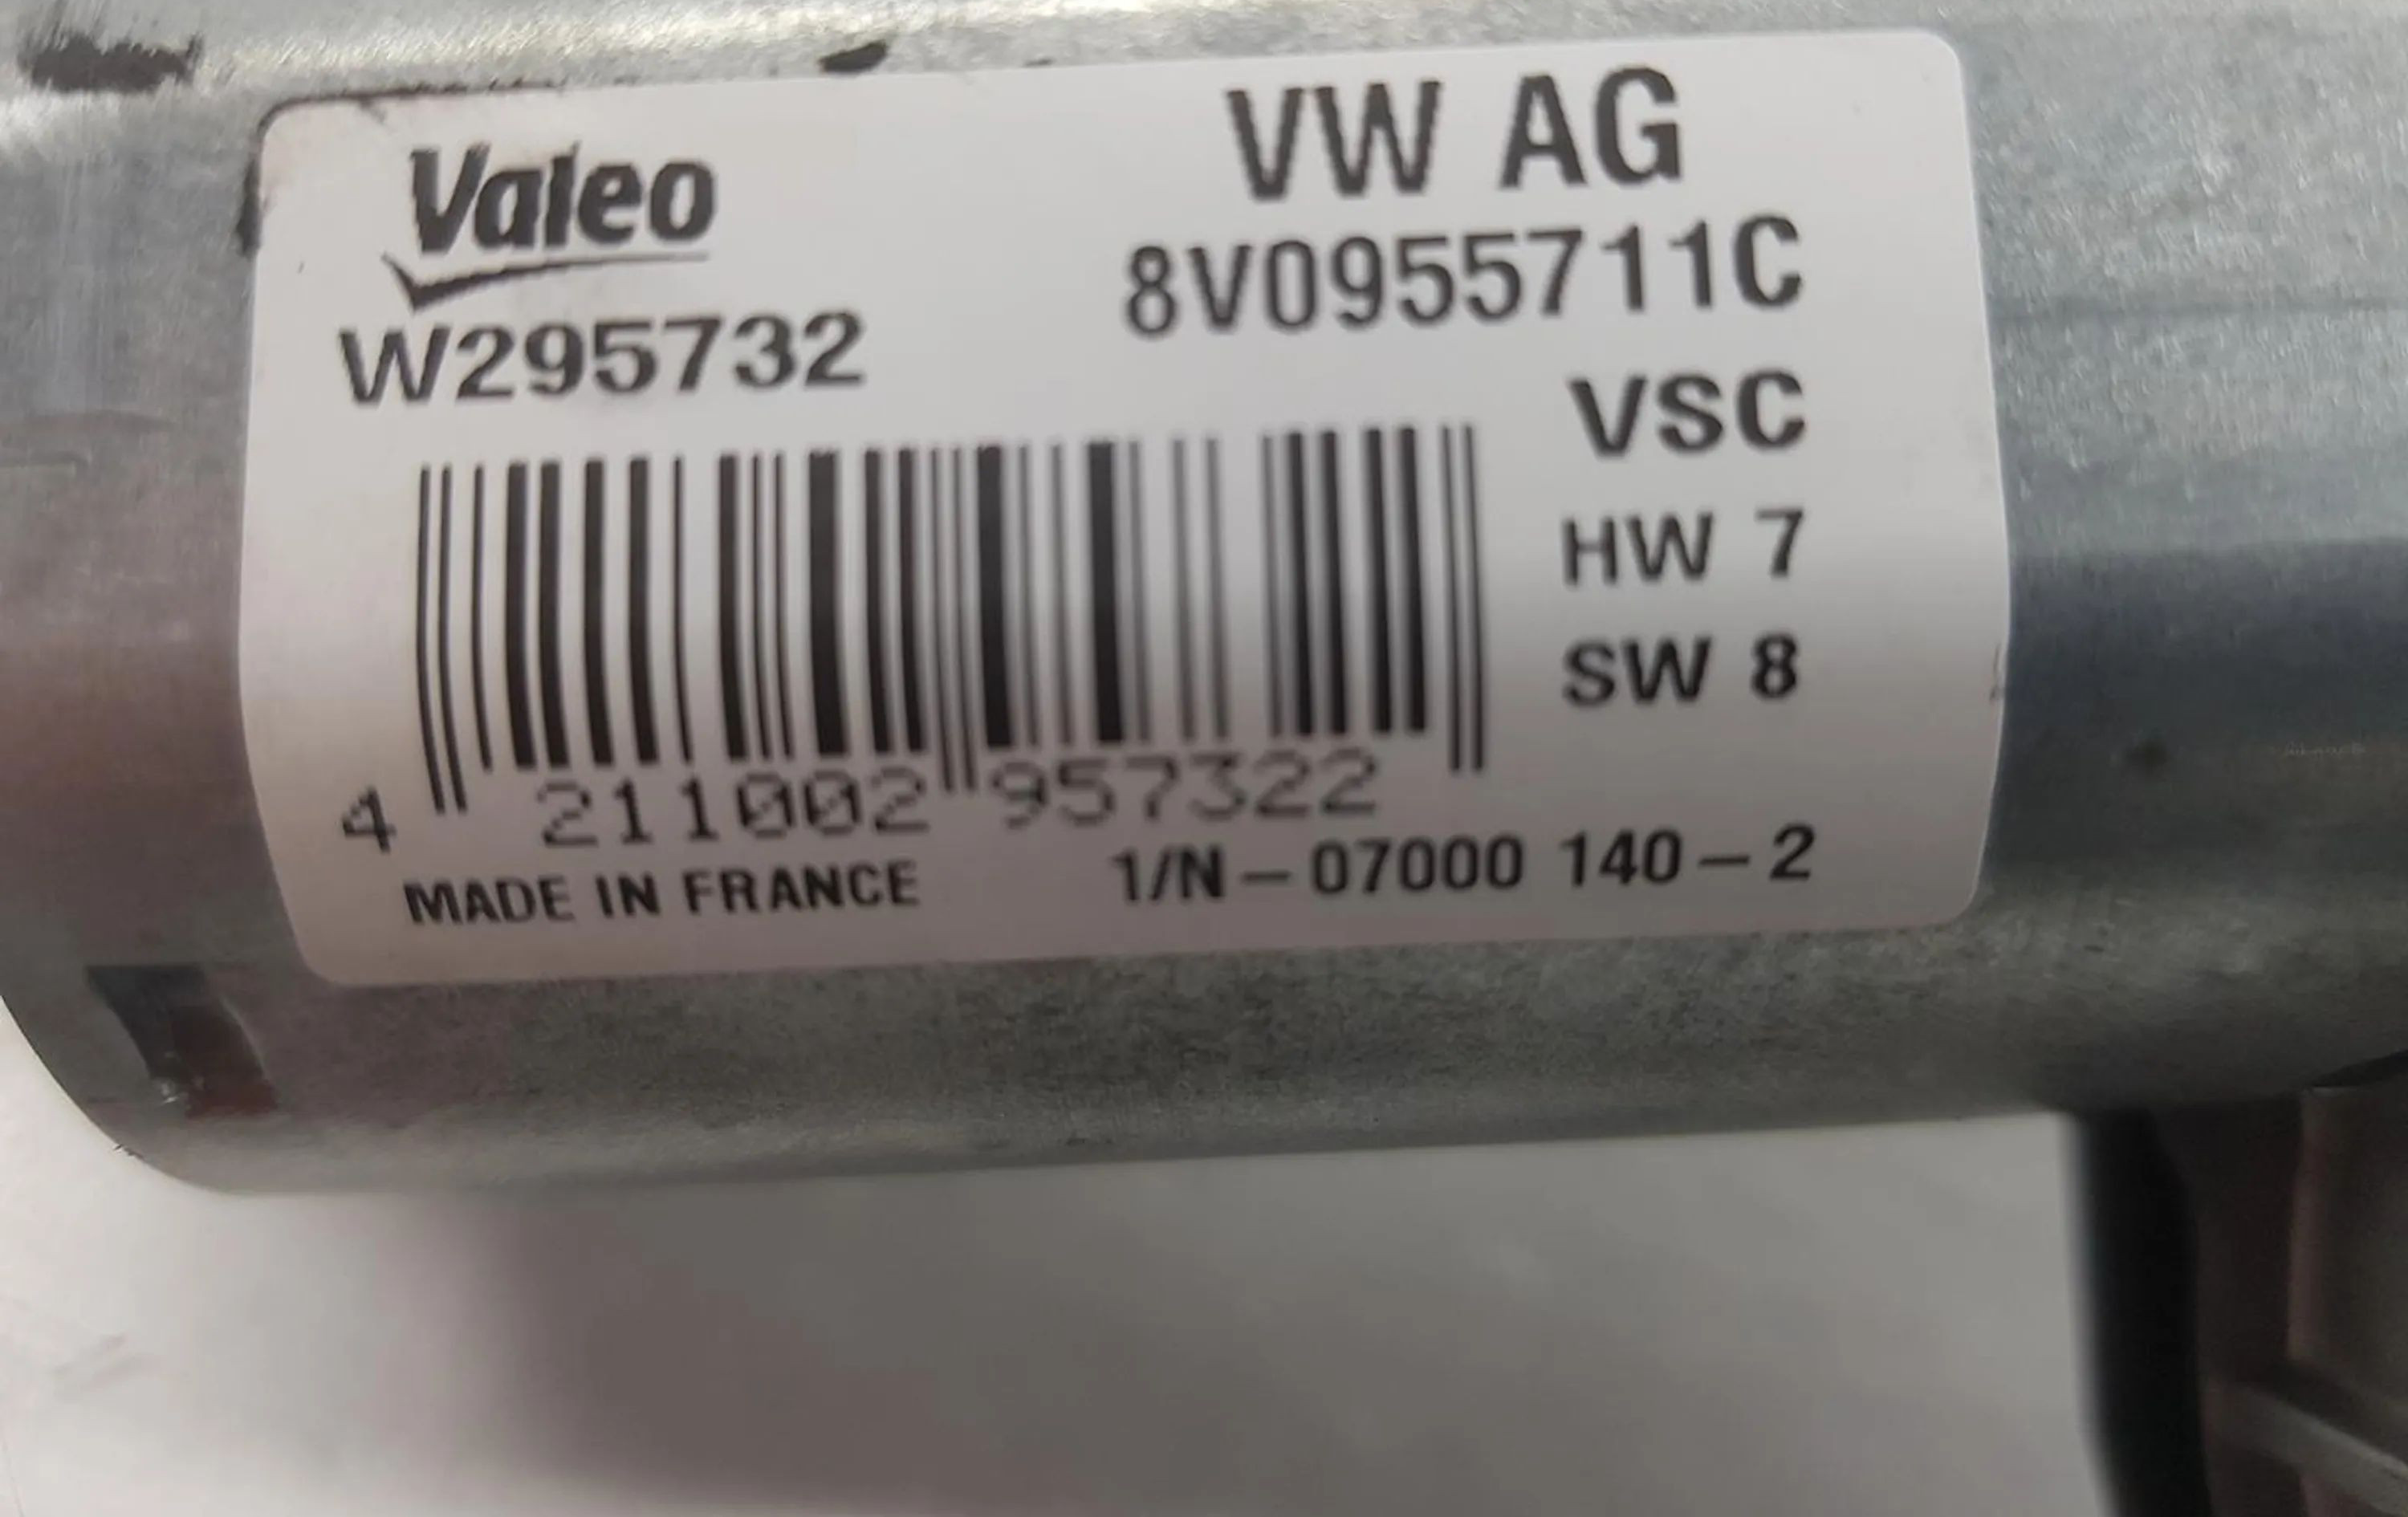 Valeo
W295732
VW AG
8V0955711C
VSC
HW 7
SW 8
4 211002 957322
MADE IN FRANCE
1/N-07000 140-2